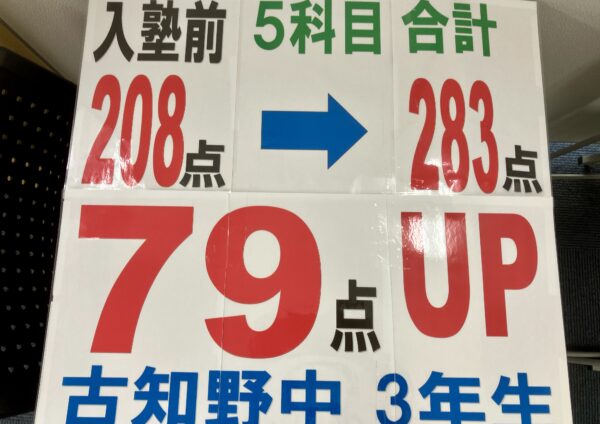 入塾前 5科目 合計
208点 → 283点
79点 UP
古知野中 3年生